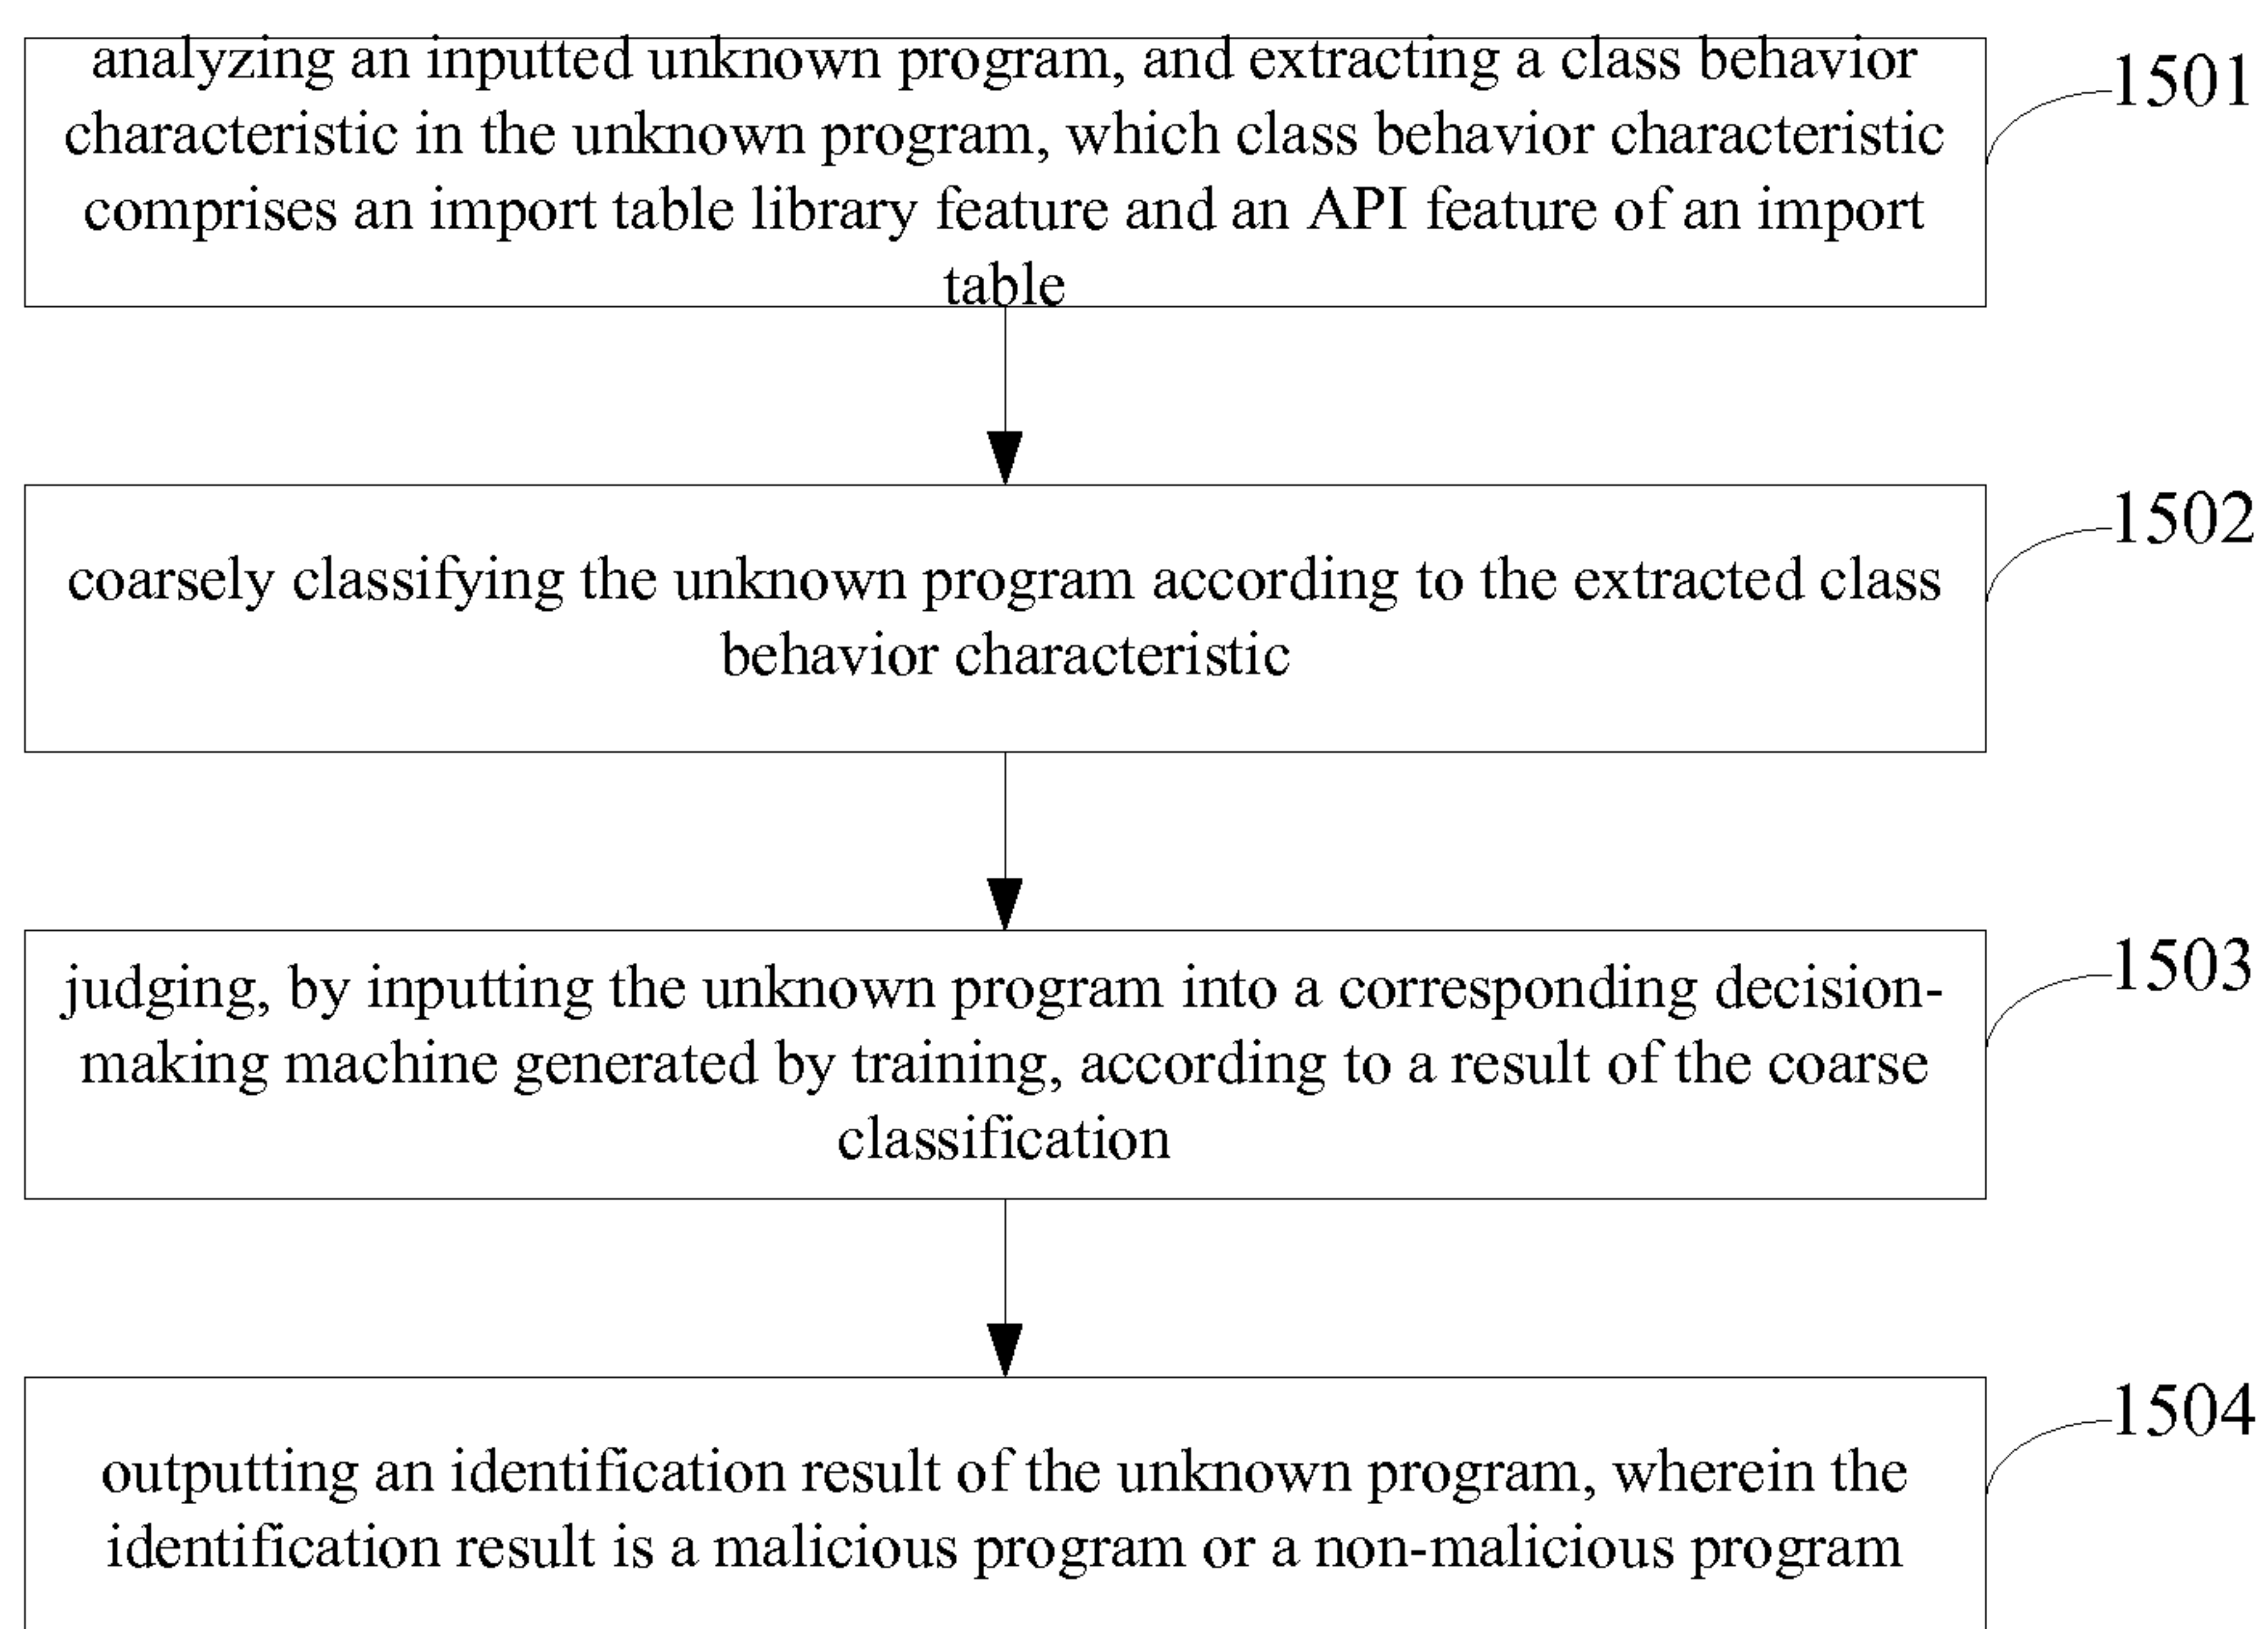 analyzing an inputted unknown program, and extracting a class behavior
characteristic in the unknown program, which class behavior characteristic
comprises an import table library feature and an API feature of an import
table
1501
coarsely classifying the unknown program according to the extracted class
behavior characteristic
1502
judging, by inputting the unknown program into a corresponding decision-
making machine generated by training, according to a result of the coarse
classification
1503
outputting an identification result of the unknown program, wherein the
identification result is a malicious program or a non-malicious program
1504